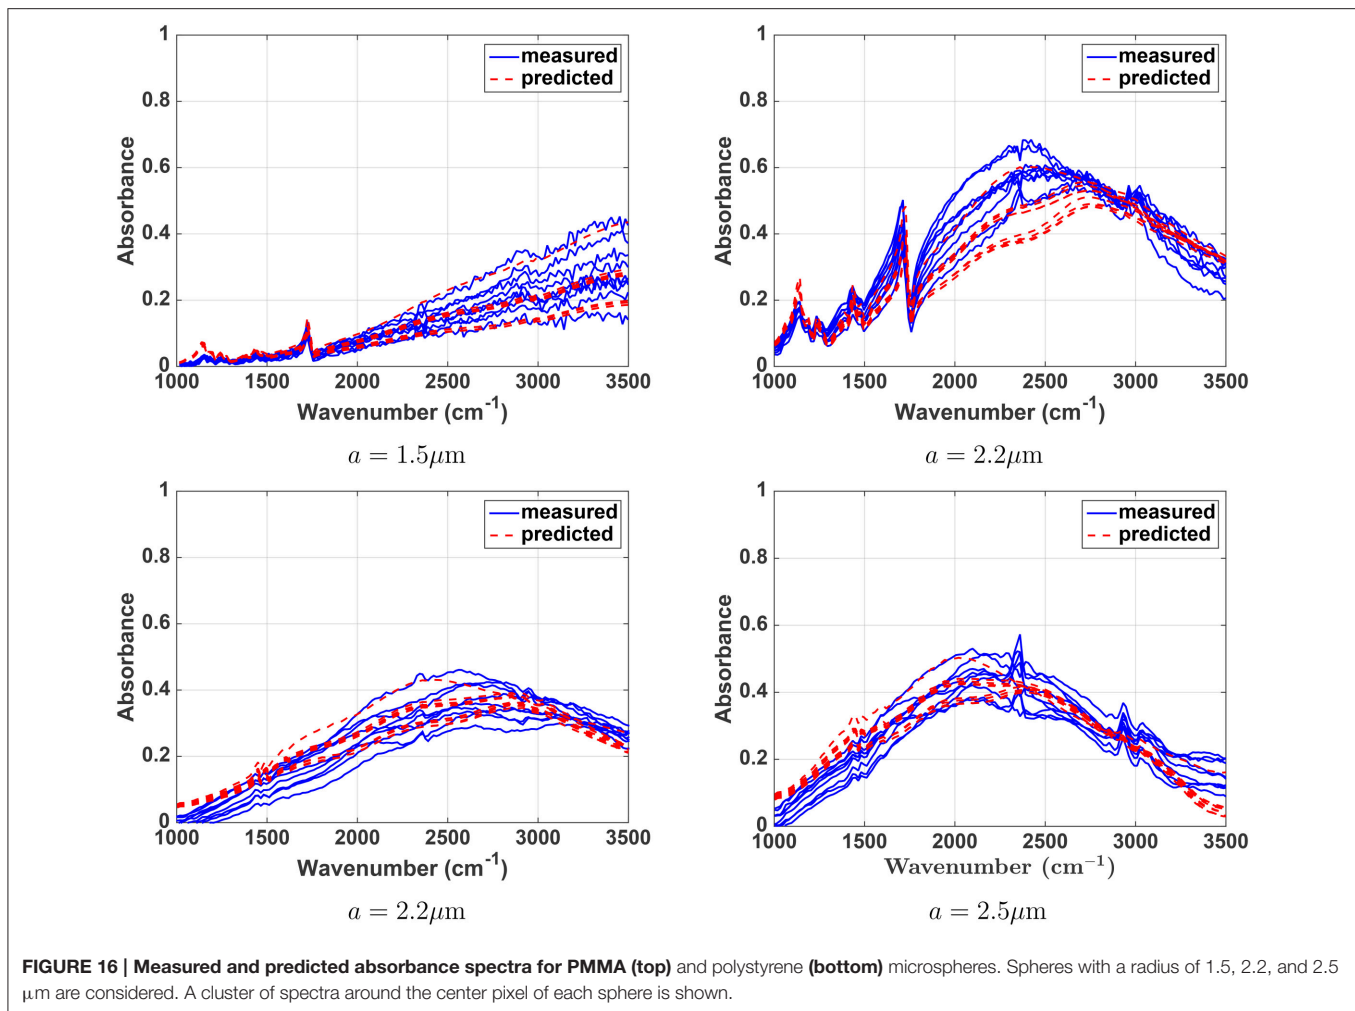 1
0.8
0.6
0.4
0.2
0
Absorbance
measured
predicted
1000 1500 2000 2500 3000 3500
Wavenumber (cm⁻¹)
a = 1.5μm
1
0.8
0.6
0.4
0.2
0
Absorbance
measured
predicted
1000 1500 2000 2500 3000 3500
Wavenumber (cm⁻¹)
a = 2.2μm
1
0.8
0.6
0.4
0.2
0
Absorbance
measured
predicted
1000 1500 2000 2500 3000 3500
Wavenumber (cm⁻¹)
a = 2.2μm
1
0.8
0.6
0.4
0.2
0
Absorbance
measured
predicted
1000 1500 2000 2500 3000 3500
Wavenumber (cm⁻¹)
a = 2.5μm
FIGURE 16 | Measured and predicted absorbance spectra for PMMA (top) and polystyrene (bottom) microspheres. Spheres with a radius of 1.5, 2.2, and 2.5
μm are considered. A cluster of spectra around the center pixel of each sphere is shown.